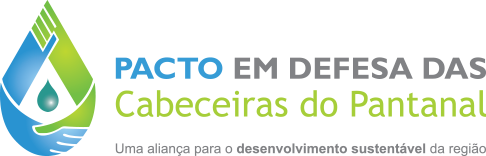 PACTO EM DEFESA DAS
Cabeceiras do Pantanal
Uma aliança para o desenvolvimento sustentável da região